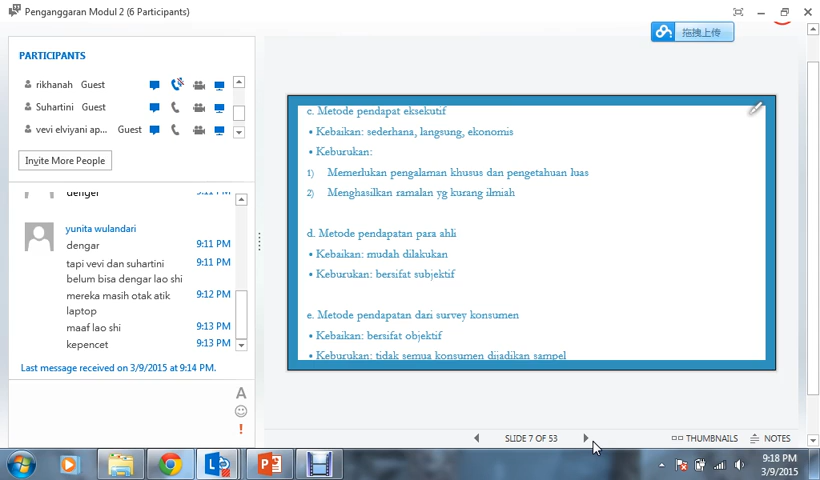 Penganggaran Modul 2 (6 Participants)
拖拽上传
PARTICIPANTS
rikhanah Guest
Suhartini Guest
vevi elviyani ap... Guest
Invite More People
denger
yunita wulandari
dengar 9:11 PM
tapi vevi dan suhartini 9:11 PM
belum bisa dengar lao shi
mereka masih otak atik 9:12 PM
laptop
maaf lao shi 9:13 PM
kepencet 9:13 PM
Last message received on 3/9/2015 at 9:14 PM.
A
!
c. Metode pendapat eksekutif
• Kebaikan: sederhana, langsung, ekonomis
• Keburukan:
1) Memerlukan pengalaman khusus dan pengetahuan luas
2) Menghasilkan ramalan yg kurang ilmiah
d. Metode pendapatan para ahli
• Kebaikan: mudah dilakukan
• Keburukan: bersifat subjektif
e. Metode pendapatan dari survey konsumen
• Kebaikan: bersifat objektif
• Keburukan: tidak semua konsumen dijadikan sampel
SLIDE 7 OF 53
THUMBNAILS
NOTES
9:18 PM
3/9/2015